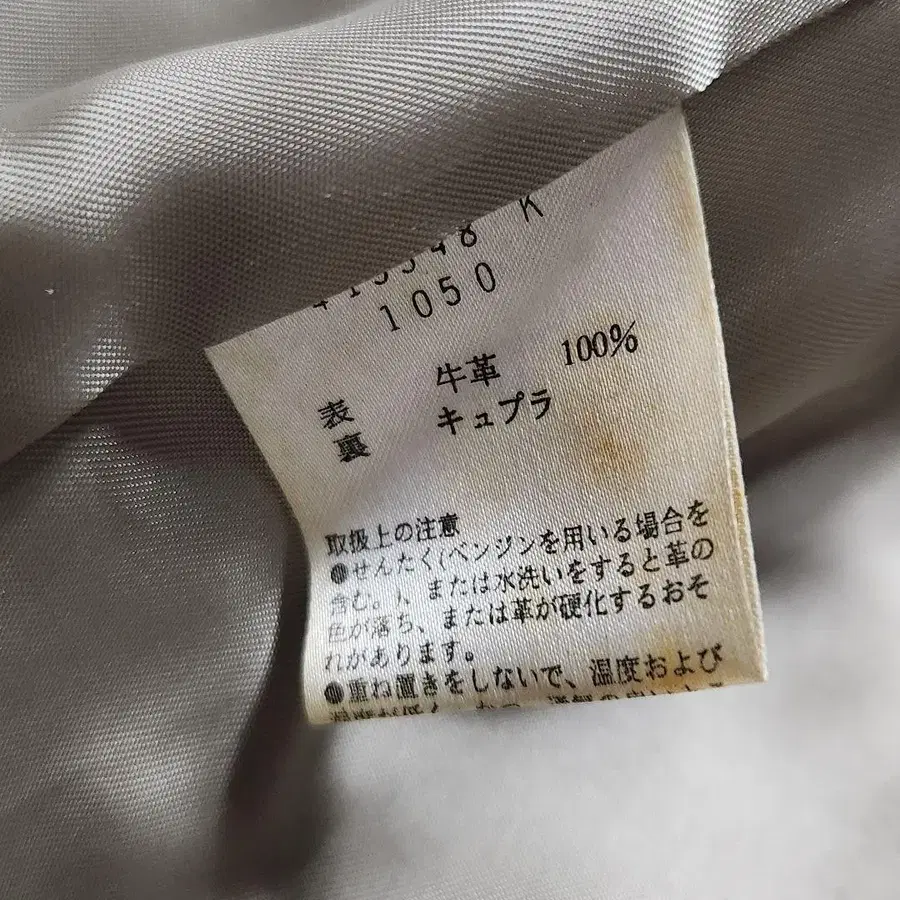 K
1050
表 牛革 100%
裏 キュプラ
取扱上の注意
●せんたく(ベンジンを用いる場合を
含む。)、または水洗いをすると革の
色が落ち、または革が硬化するおそ
れがあります。
●重ね置きをしないで、温度および